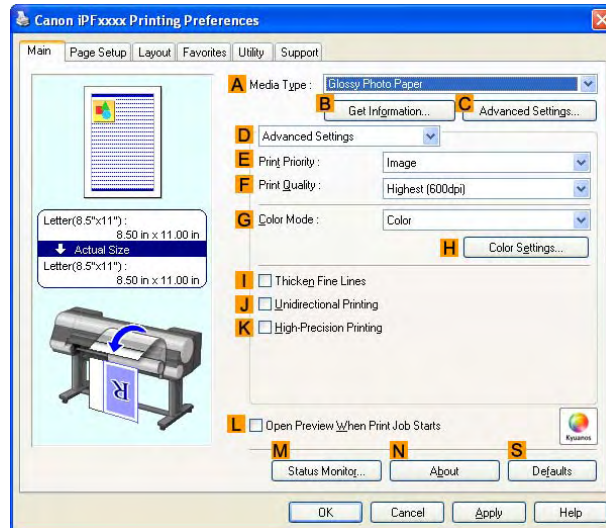 Canon iPFxxxx Printing Preferences
Main Page Setup Layout Favorites Utility Support
A Media Type : Glossy Photo Paper
B Get Information... C Advanced Settings...
D Advanced Settings
E Print Priority : Image
F Print Quality : Highest (600dpi)
G Color Mode : Color
H Color Settings...
Letter(8.5"x11") :
8.50 in x 11.00 in
Actual Size
Letter(8.5"x11") :
8.50 in x 11.00 in
R
I Thicken Fine Lines
J Unidirectional Printing
K High-Precision Printing
L Open Preview When Print Job Starts
Kyuanos
M Status Monitor... N About S Defaults
OK Cancel Apply Help